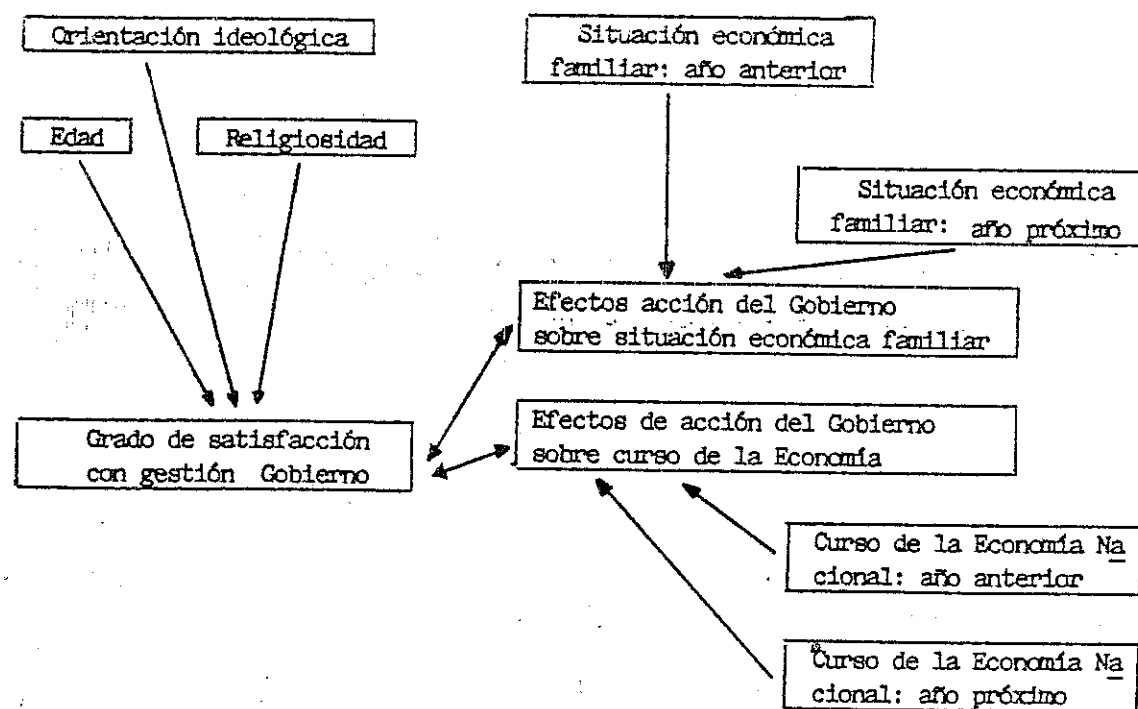 Orientación ideológica
Situación económica
familiar: año anterior
Edad
Religiosidad
Situación económica
familiar: año próximo
Efectos acción del Gobierno
sobre situación económica familiar
Grado de satisfacción
con gestión Gobierno
Efectos de acción del Gobierno
sobre curso de la Economía
Curso de la Economía Na
cional: año anterior
Curso de la Economía Na
cional: año próximo